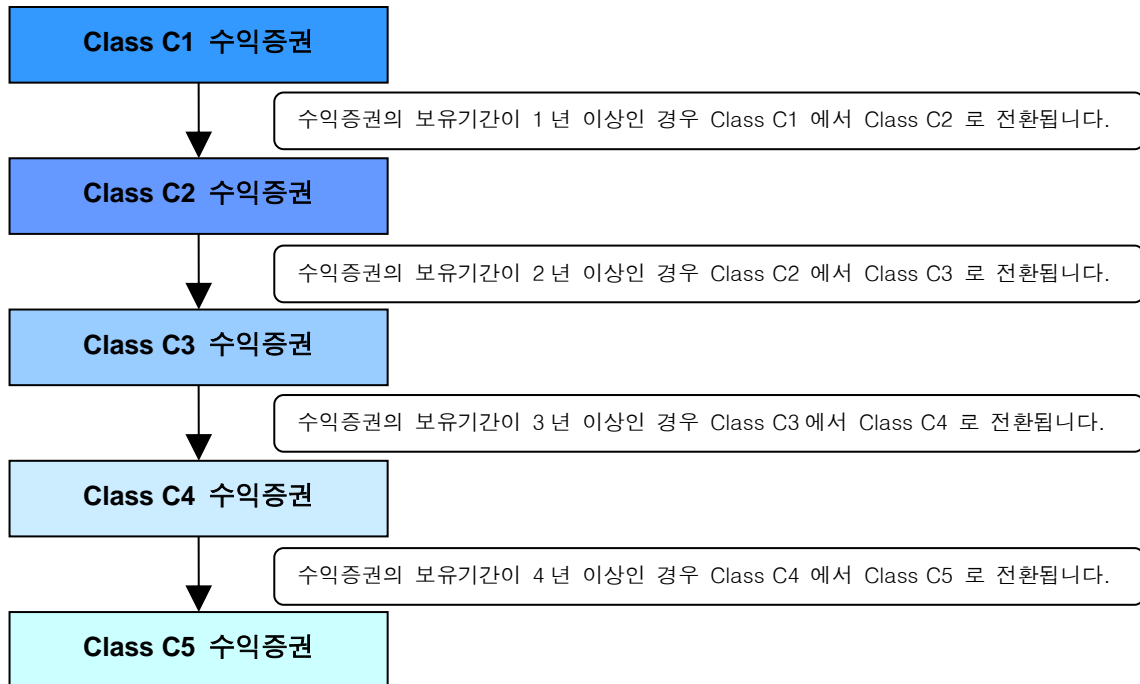 Class C1 수익증권
수익증권의 보유기간이 1년 이상인 경우 Class C1 에서 Class C2 로 전환됩니다.
Class C2 수익증권
수익증권의 보유기간이 2년 이상인 경우 Class C2 에서 Class C3 로 전환됩니다.
Class C3 수익증권
수익증권의 보유기간이 3년 이상인 경우 Class C3에서 Class C4 로 전환됩니다.
Class C4 수익증권
수익증권의 보유기간이 4년 이상인 경우 Class C4 에서 Class C5 로 전환됩니다.
Class C5 수익증권